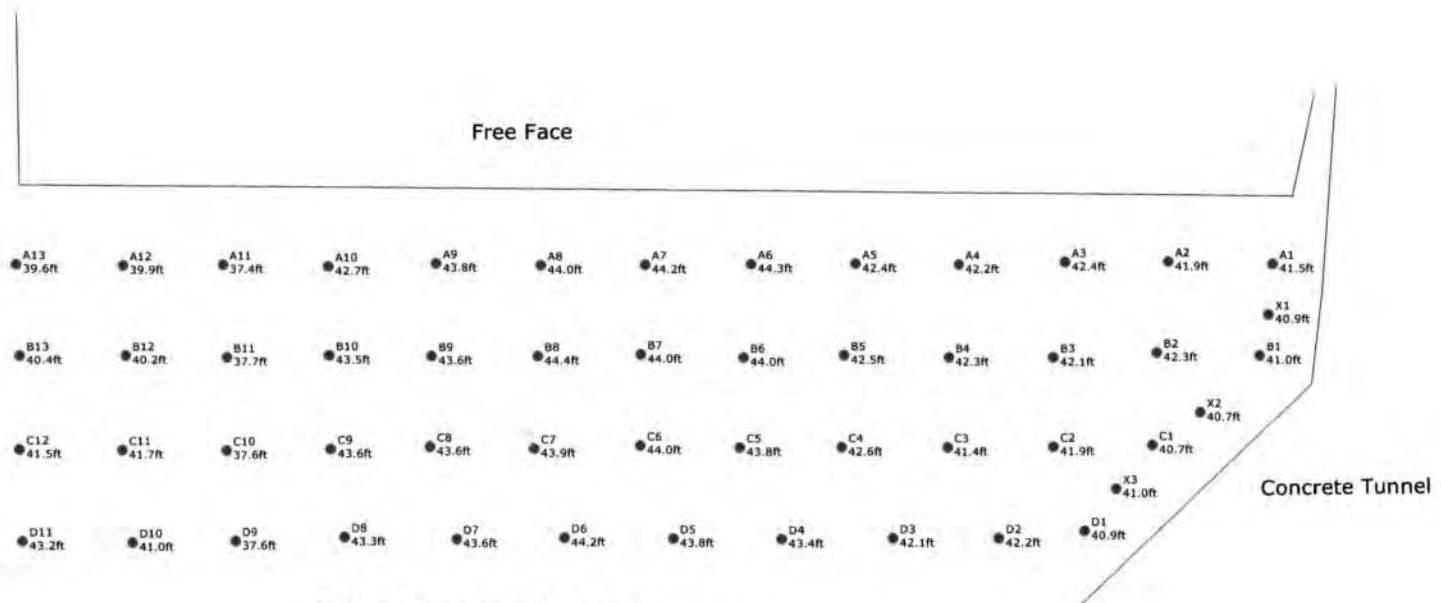 Free Face
A13
39.6ft
A12
39.9ft
A11
37.4ft
A10
42.7ft
A9
43.8ft
A8
44.0ft
A7
44.2ft
A6
44.3ft
A5
42.4ft
A4
42.2ft
A3
42.4ft
A2
41.9ft
A1
41.5ft
X1
40.9ft
B13
40.4ft
B12
40.2ft
B11
37.7ft
B10
43.5ft
B9
43.6ft
B8
44.4ft
B7
44.0ft
B6
44.0ft
B5
42.5ft
B4
42.3ft
B3
42.1ft
B2
42.3ft
B1
41.0ft
X2
40.7ft
C12
41.5ft
C11
41.7ft
C10
37.6ft
C9
43.6ft
C8
43.6ft
C7
43.9ft
C6
44.0ft
C5
43.8ft
C4
42.6ft
C3
41.4ft
C2
41.9ft
C1
40.7ft
X3
41.0ft
Concrete Tunnel
D11
43.2ft
D10
41.0ft
D9
37.6ft
D8
43.3ft
D7
43.6ft
D6
44.2ft
D5
43.8ft
D4
43.4ft
D3
42.1ft
D2
42.2ft
D1
40.9ft